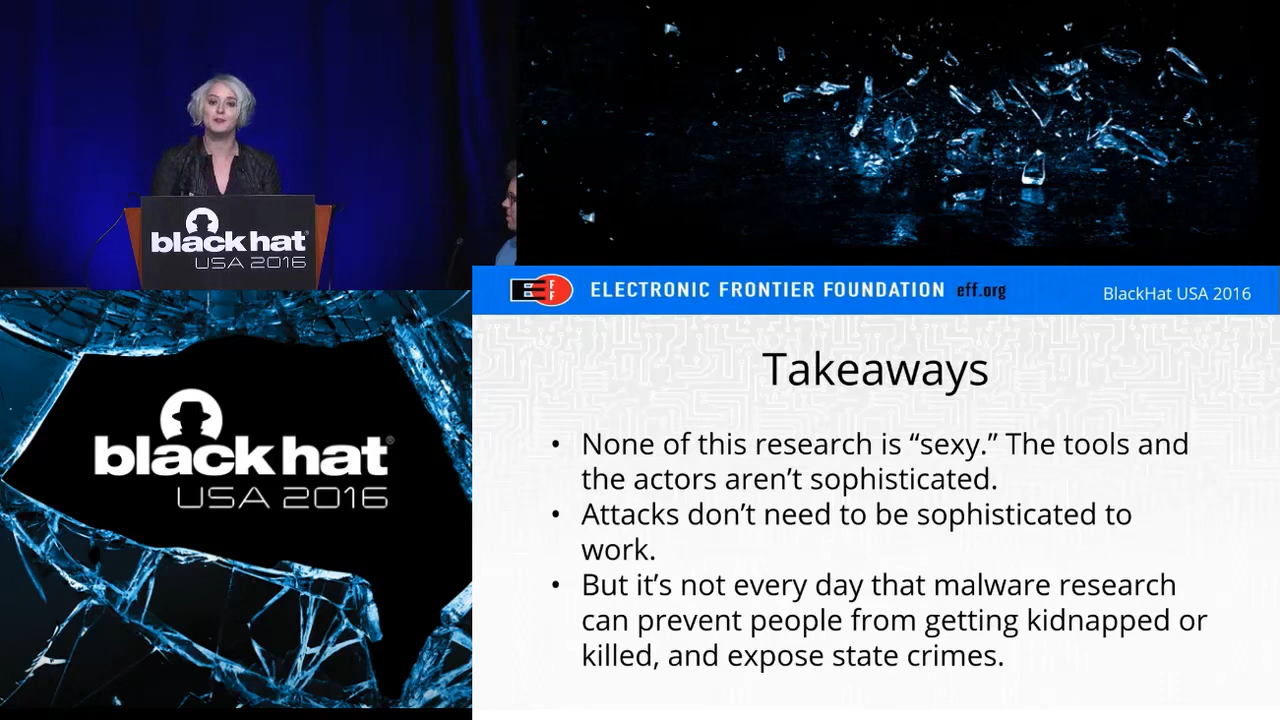 black hat
USA 2016
black hat®
USA 2016
EFF
ELECTRONIC FRONTIER FOUNDATION eff.org
BlackHat USA 2016
Takeaways
• None of this research is “sexy.” The tools and
the actors aren’t sophisticated.
• Attacks don’t need to be sophisticated to
work.
• But it’s not every day that malware research
can prevent people from getting kidnapped or
killed, and expose state crimes.